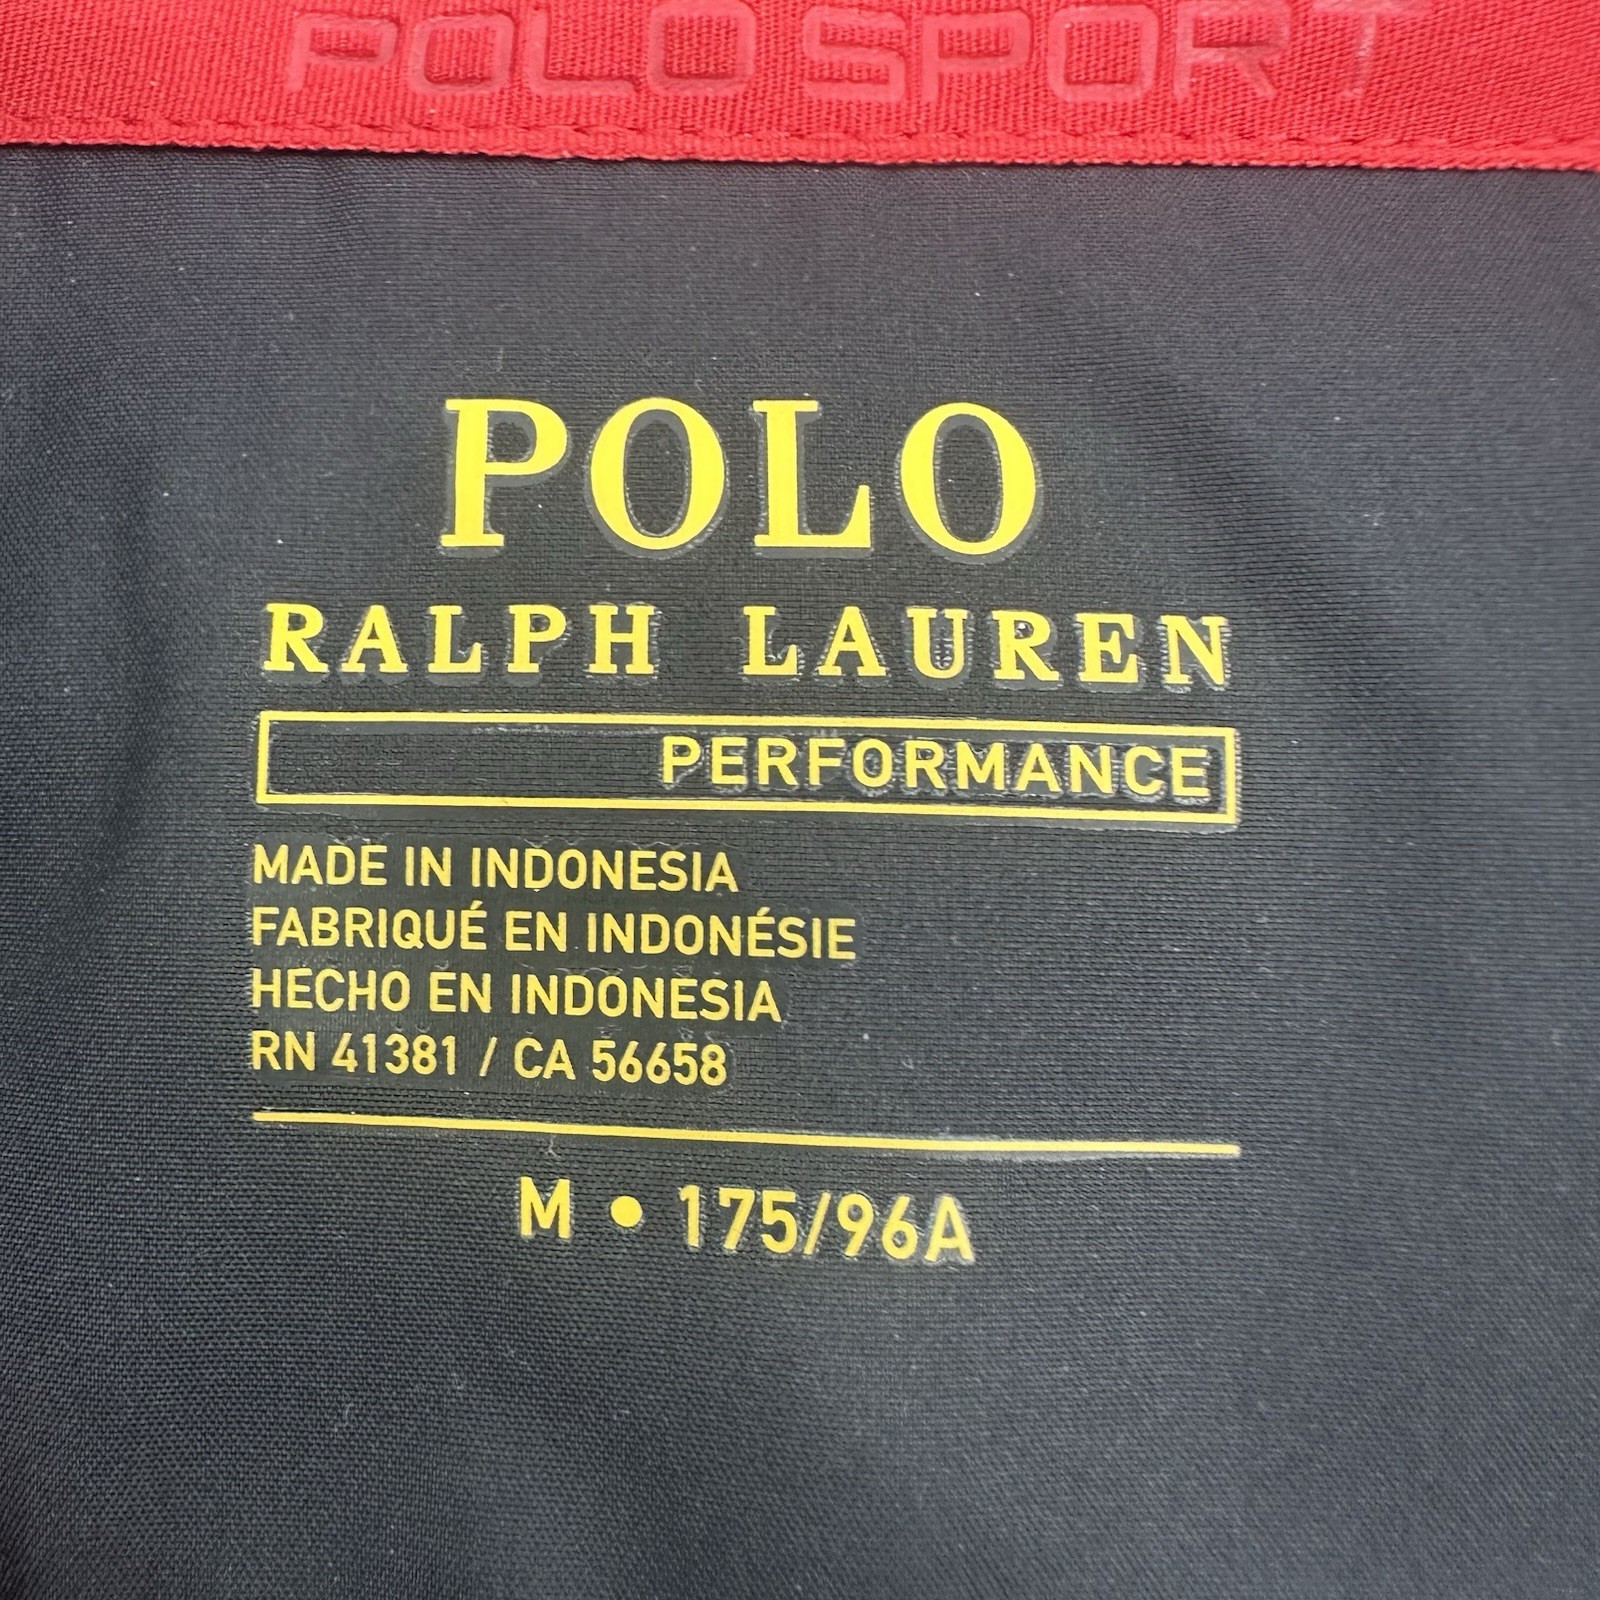 POLO SPORT
POLO
RALPH LAUREN
PERFORMANCE
MADE IN INDONESIA
FABRIQUÉ EN INDONÉSIE
HECHO EN INDONESIA
RN 41381 / CA 56658
M • 175/96A